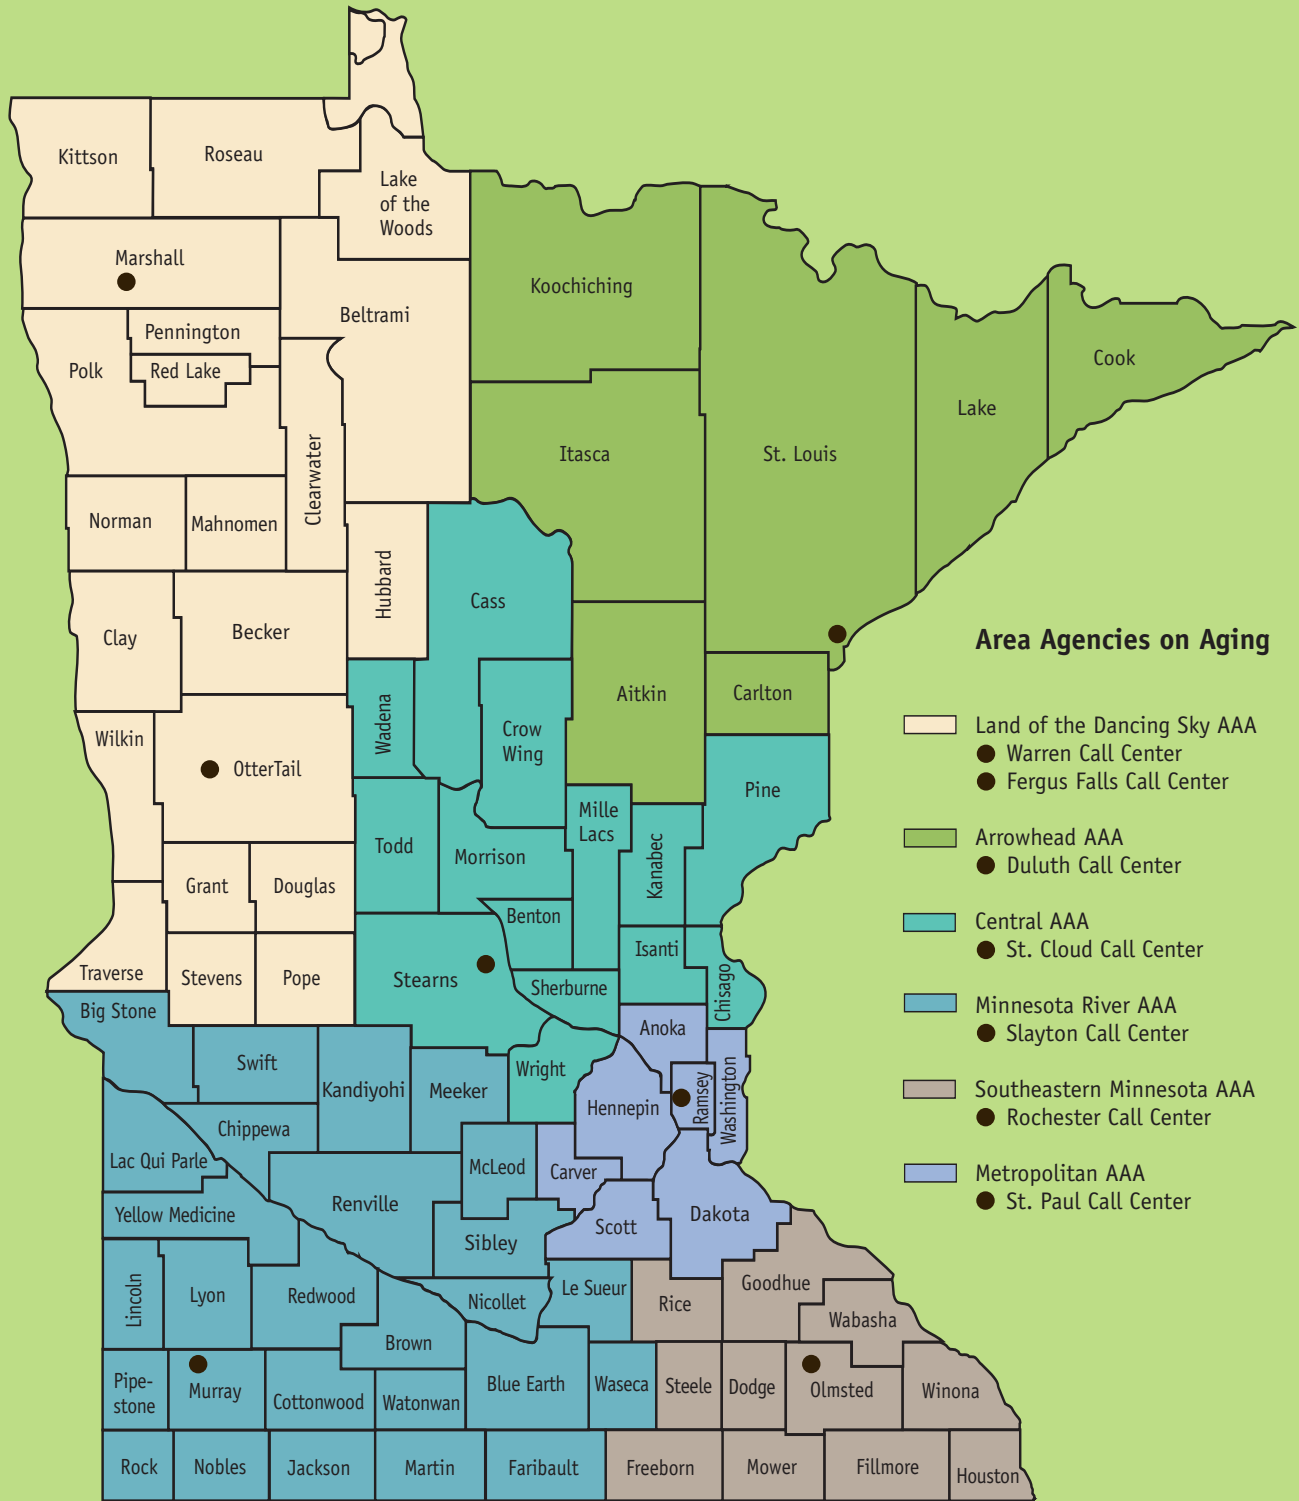 Kittson
Roseau
Lake
of the
Woods
Marshall
Koochiching
Beltrami
Pennington
Polk
Red Lake
Cook
Lake
Itasca
St. Louis
Clearwater
Norman
Mahnomen
Hubbard
Cass
Clay
Becker
Aitkin
Carlton
Wadena
Crow
Wing
Wilkin
OtterTail
Pine
Mille
Lacs
Todd
Morrison
Kanabec
Grant
Douglas
Benton
Isanti
Traverse
Stevens
Pope
Stearns
Sherburne
Chisago
Big Stone
Anoka
Swift
Kandiyohi
Meeker
Wright
Hennepin
Ramsey
Washington
Chippewa
Lac Qui Parle
McLeod
Carver
Renville
Yellow Medicine
Scott
Dakota
Sibley
Lincoln
Lyon
Redwood
Nicollet
Le Sueur
Rice
Goodhue
Wabasha
Brown
Pipe-
stone
Murray
Cottonwood
Watonwan
Blue Earth
Waseca
Steele
Dodge
Olmsted
Winona
Rock
Nobles
Jackson
Martin
Faribault
Freeborn
Mower
Fillmore
Houston
Area Agencies on Aging
Land of the Dancing Sky AAA
Warren Call Center
Fergus Falls Call Center
Arrowhead AAA
Duluth Call Center
Central AAA
St. Cloud Call Center
Minnesota River AAA
Slayton Call Center
Southeastern Minnesota AAA
Rochester Call Center
Metropolitan AAA
St. Paul Call Center